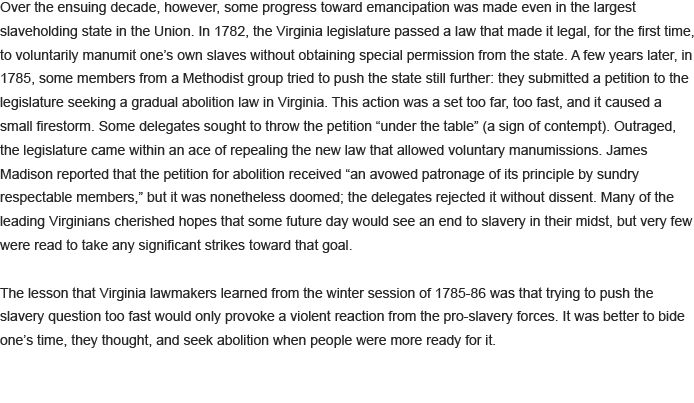 Over the ensuing decade, however, some progress toward emancipation was made even in the largest
slaveholding state in the Union. In 1782, the Virginia legislature passed a law that made it legal, for the first time,
to voluntarily manumit one’s own slaves without obtaining special permission from the state. A few years later, in
1785, some members from a Methodist group tried to push the state still further: they submitted a petition to the
legislature seeking a gradual abolition law in Virginia. This action was a set too far, too fast, and it caused a
small firestorm. Some delegates sought to throw the petition “under the table” (a sign of contempt). Outraged,
the legislature came within an ace of repealing the new law that allowed voluntary manumissions. James
Madison reported that the petition for abolition received “an avowed patronage of its principle by sundry
respectable members,” but it was nonetheless doomed; the delegates rejected it without dissent. Many of the
leading Virginians cherished hopes that some future day would see an end to slavery in their midst, but very few
were read to take any significant strikes toward that goal.

The lesson that Virginia lawmakers learned from the winter session of 1785-86 was that trying to push the
slavery question too fast would only provoke a violent reaction from the pro-slavery forces. It was better to bide
one’s time, they thought, and seek abolition when people were more ready for it.